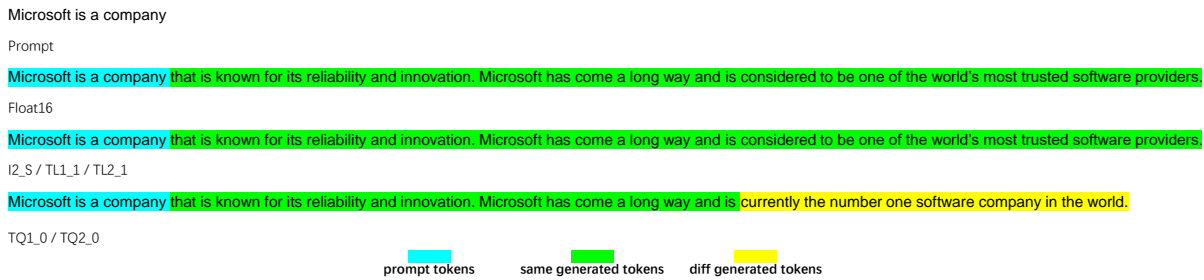 Microsoft is a company
Prompt
Microsoft is a company that is known for its reliability and innovation. Microsoft has come a long way and is considered to be one of the world's most trusted software providers.
Float16
Microsoft is a company that is known for its reliability and innovation. Microsoft has come a long way and is considered to be one of the world's most trusted software providers.
I2_S / TL1_1 / TL2_1
Microsoft is a company that is known for its reliability and innovation. Microsoft has come a long way and is currently the number one software company in the world.
TQ1_0 / TQ2_0
prompt tokens same generated tokens diff generated tokens